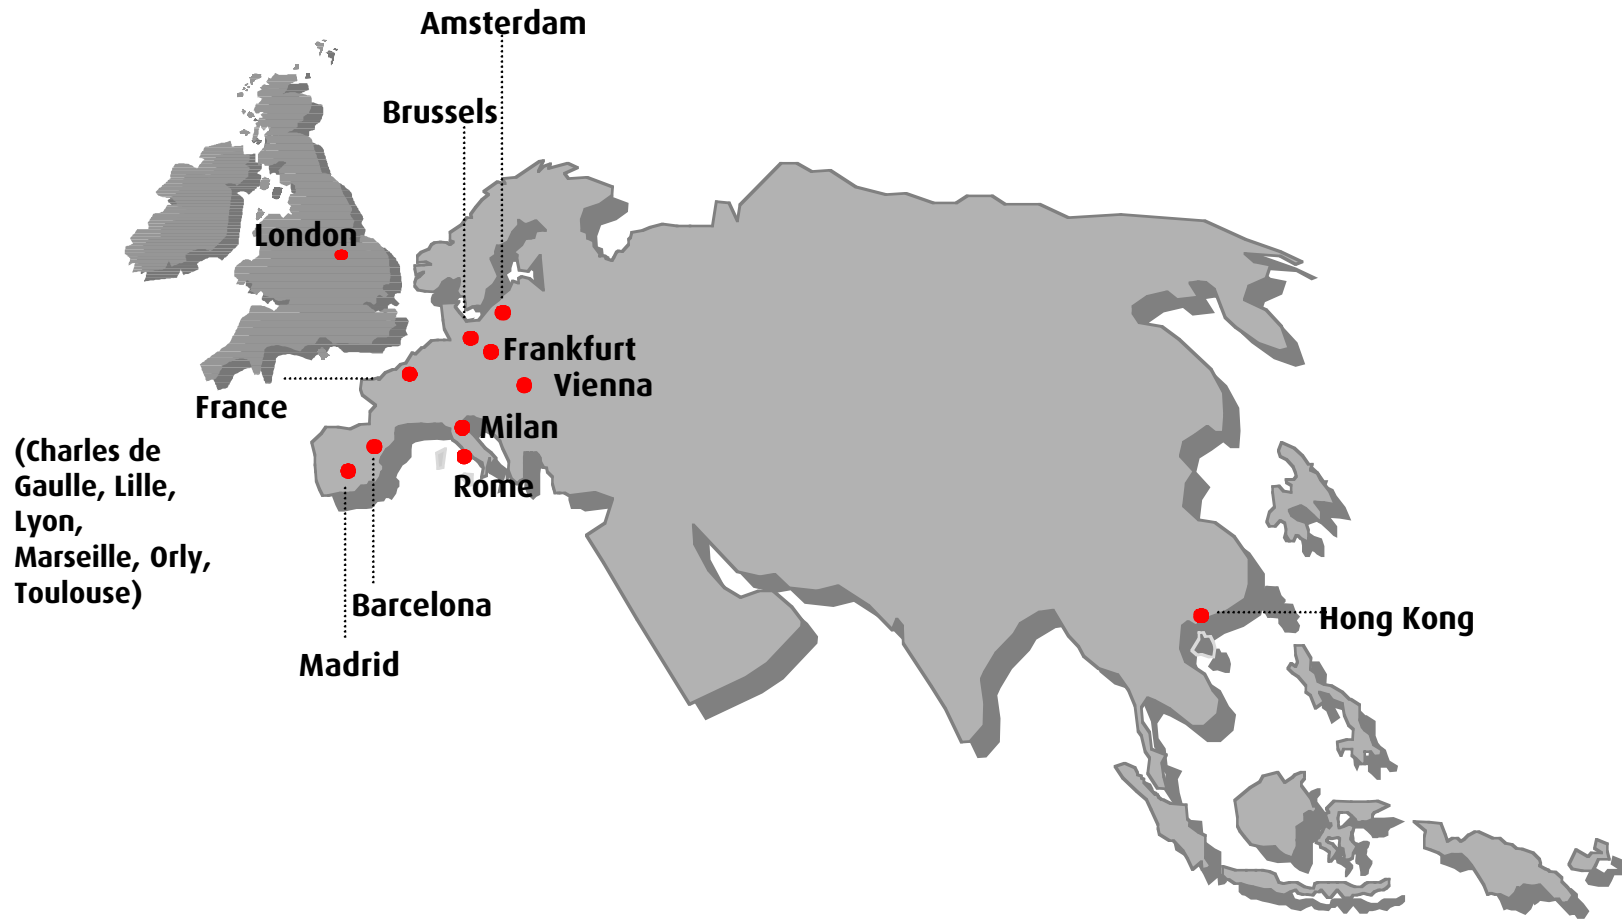 Amsterdam
Brussels
London
Frankfurt
Vienna
France
Milan
(Charles de
Gaulle, Lille,
Lyon,
Marseille, Orly,
Toulouse)
Rome
Barcelona
Hong Kong
Madrid